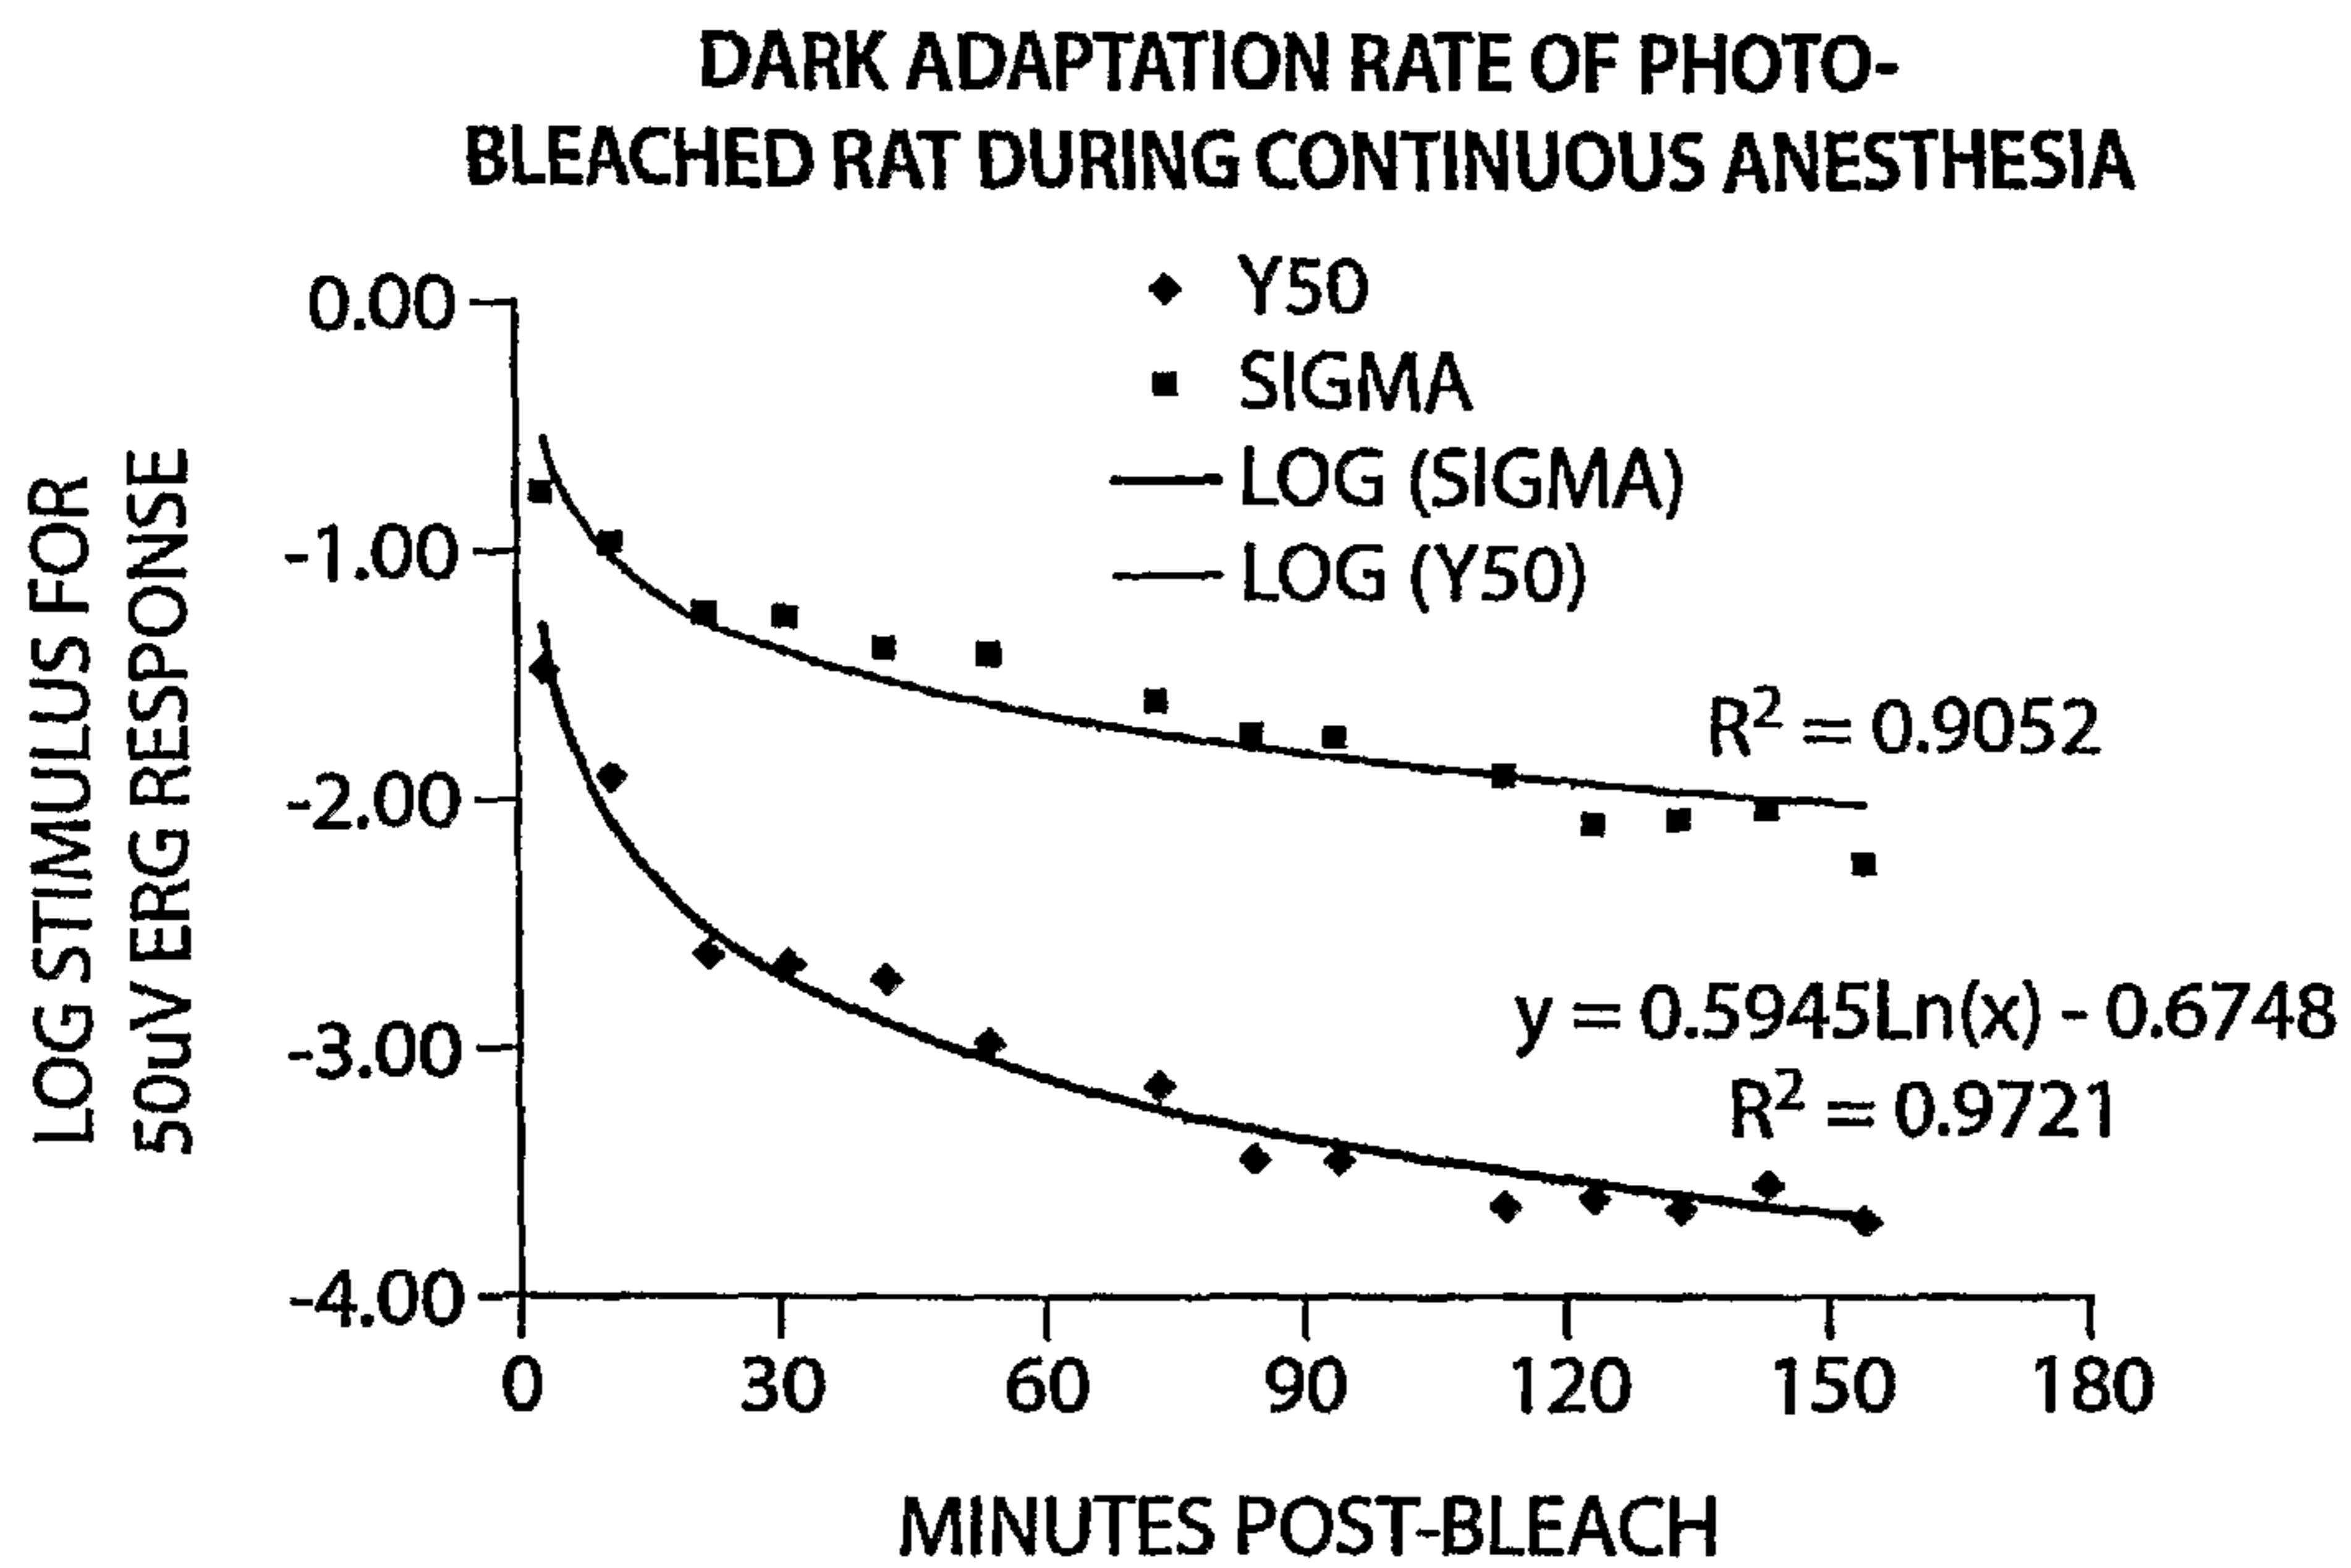 DARK ADAPTATION RATE OF PHOTO-
BLEACHED RAT DURING CONTINUOUS ANESTHESIA
Y50
SIGMA
LOG (SIGMA)
LOG (Y50)
LOG STIMULUS FOR
50uV ERG RESPONSE
0.00
-1.00
-2.00
-3.00
-4.00
R² = 0.9052
y = 0.5945Ln(x) - 0.6748
R² = 0.9721
0 30 60 90 120 150 180
MINUTES POST-BLEACH